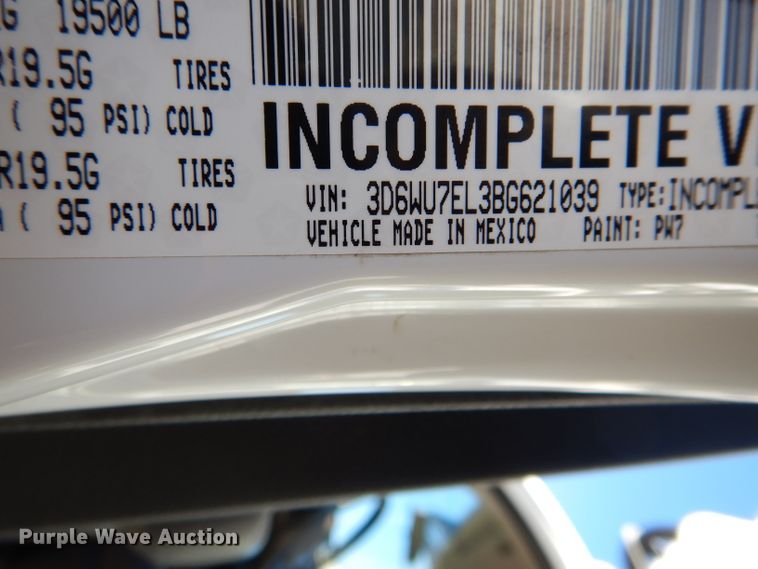 19500 LB
R19.5G TIRES
( 95 PSI) COLD
R19.5G TIRES
( 95 PSI) COLD
INCOMPLETE V
VIN: 3D6WU7EL3BG621039 TYPE: INCOMPL
VEHICLE MADE IN MEXICO PAINT: PW7
Purple Wave Auction